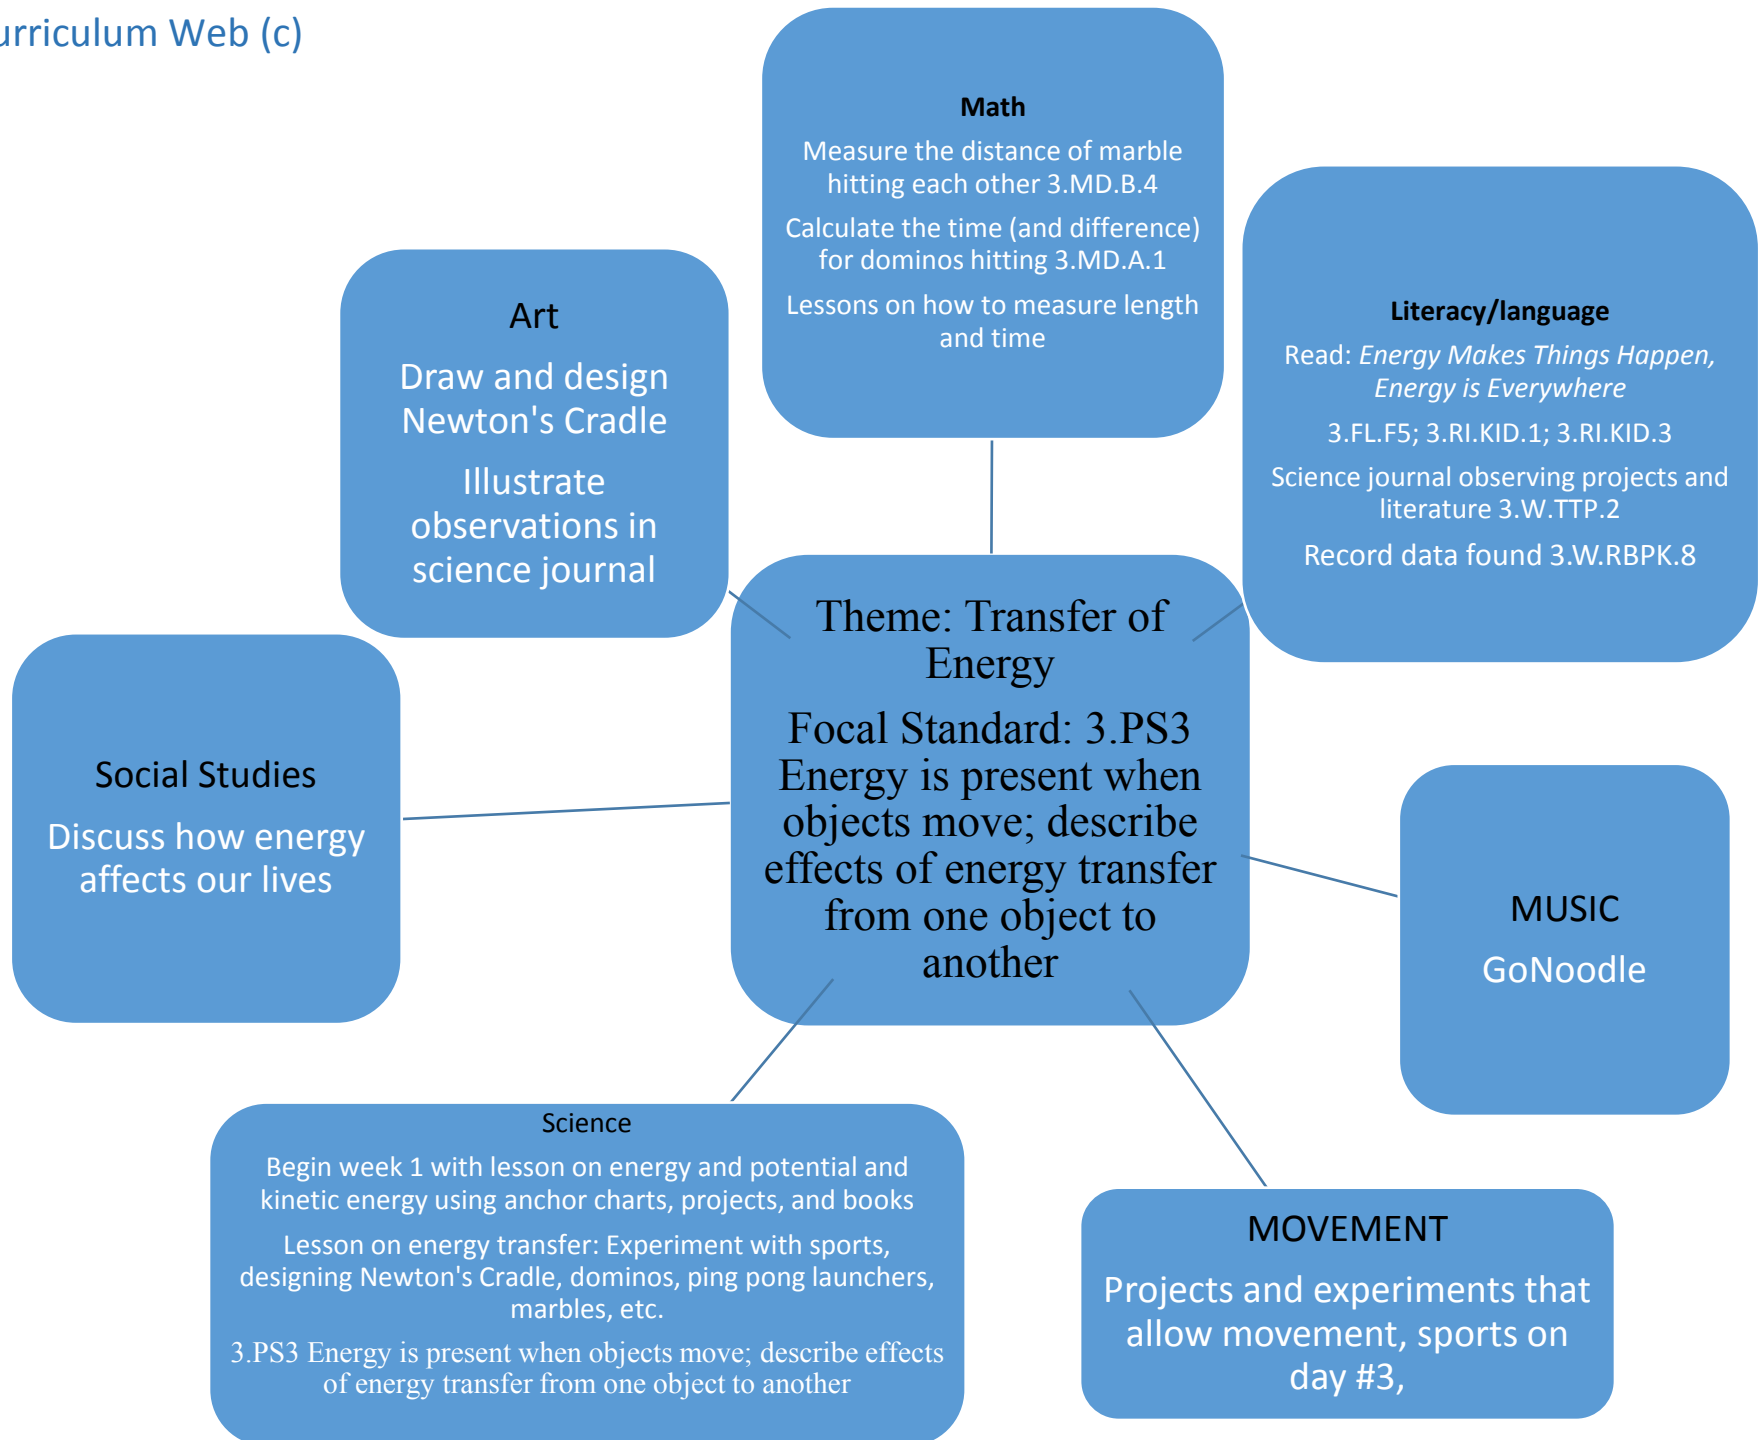 urriculum Web (c)
Math
Measure the distance of marble
hitting each other 3.MD.B.4
Calculate the time (and difference)
for dominos hitting 3.MD.A.1
Lessons on how to measure length
and time
Literacy/language
Read: Energy Makes Things Happen,
Energy is Everywhere
3.FL.F5; 3.RI.KID.1; 3.RI.KID.3
Science journal observing projects and
literature 3.W.TTP.2
Record data found 3.W.RBPK.8
Art
Draw and design
Newton's Cradle
Illustrate
observations in
science journal
Theme: Transfer of
Energy
Focal Standard: 3.PS3
Energy is present when
objects move; describe
effects of energy transfer
from one object to
another
Social Studies
Discuss how energy
affects our lives
MUSIC
GoNoodle
Science
Begin week 1 with lesson on energy and potential and
kinetic energy using anchor charts, projects, and books
Lesson on energy transfer: Experiment with sports,
designing Newton's Cradle, dominos, ping pong launchers,
marbles, etc.
3.PS3 Energy is present when objects move; describe effects
of energy transfer from one object to another
MOVEMENT
Projects and experiments that
allow movement, sports on
day #3,